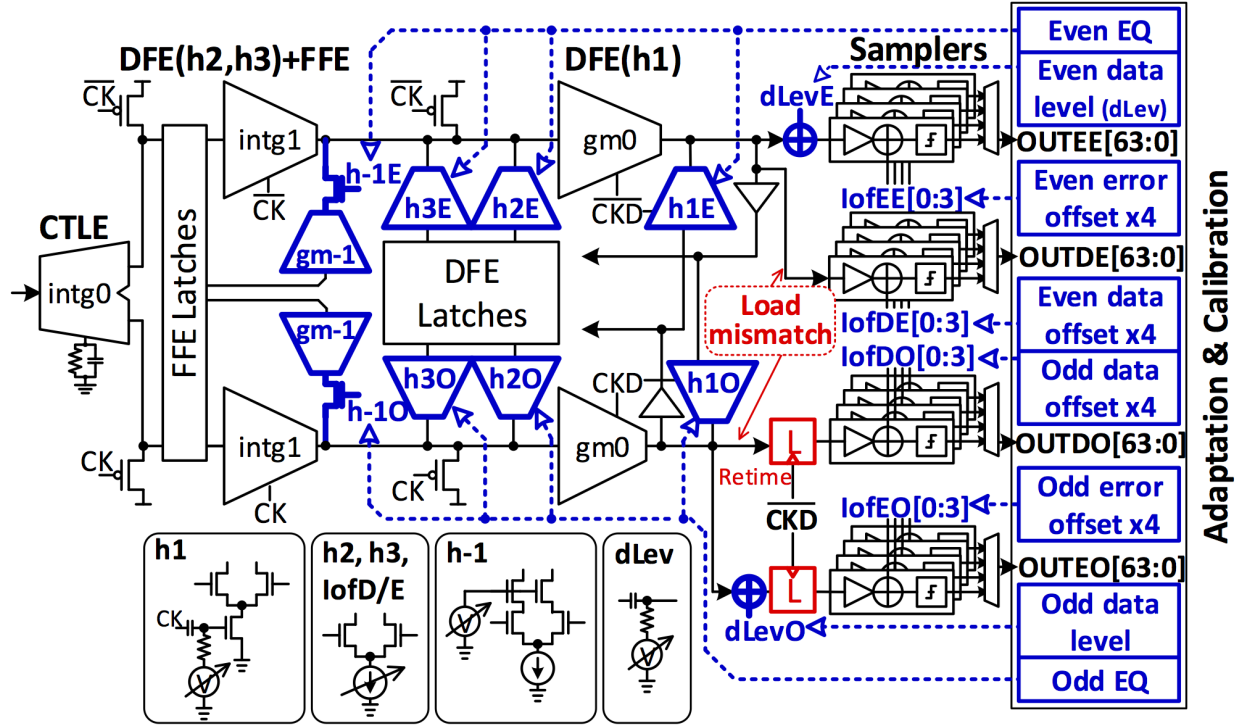 DFE(h2,h3)+FFE
DFE(h1)
Samplers
Even EQ
Even data
level (dLev)
C̅K̅
C̅K̅
dLevE
intg1
gm0
OUTEE[63:0]
h-1E
C̅K̅
C̅K̅D̅
h3E
h2E
h1E
IofEE[0:3]
Even error
offset x4
CTLE
gm-1
OUTDE[63:0]
intg0
FFE Latches
DFE
Latches
Load
mismatch
Even data
offset x4
gm-1
IofDE[0:3]
IofDO[0:3]
Odd data
offset x4
h3O
h2O
CKD
h1O
h-1O
intg1
gm0
L
OUTDO[63:0]
CK
CK
CK
Retime
C̅K̅D̅
IofEO[0:3]
Odd error
offset x4
OUTEO[63:0]
L
dLevO
Odd data
level
Odd EQ
Adaptation & Calibration
h1
CK
V
h2, h3,
IofD/E
h-1
V
dLev
V